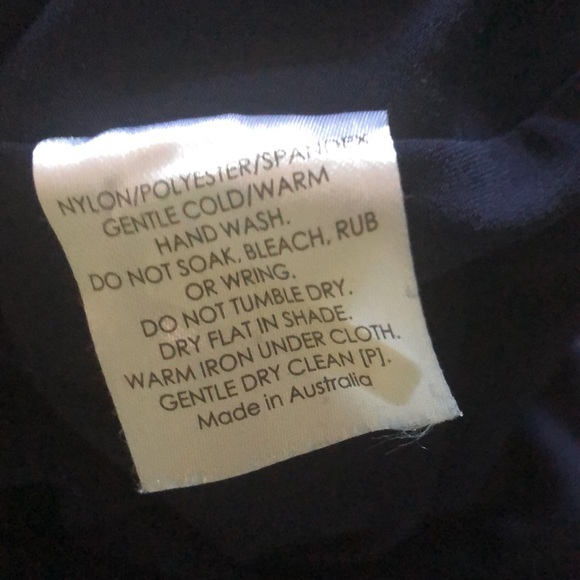 NYLON/POLYESTER/SPANDEX
GENTLE COLD/WARM
HAND WASH.
DO NOT SOAK, BLEACH, RUB
OR WRING.
DO NOT TUMBLE DRY.
DRY FLAT IN SHADE.
WARM IRON UNDER CLOTH.
GENTLE DRY CLEAN [P].
Made in Australia